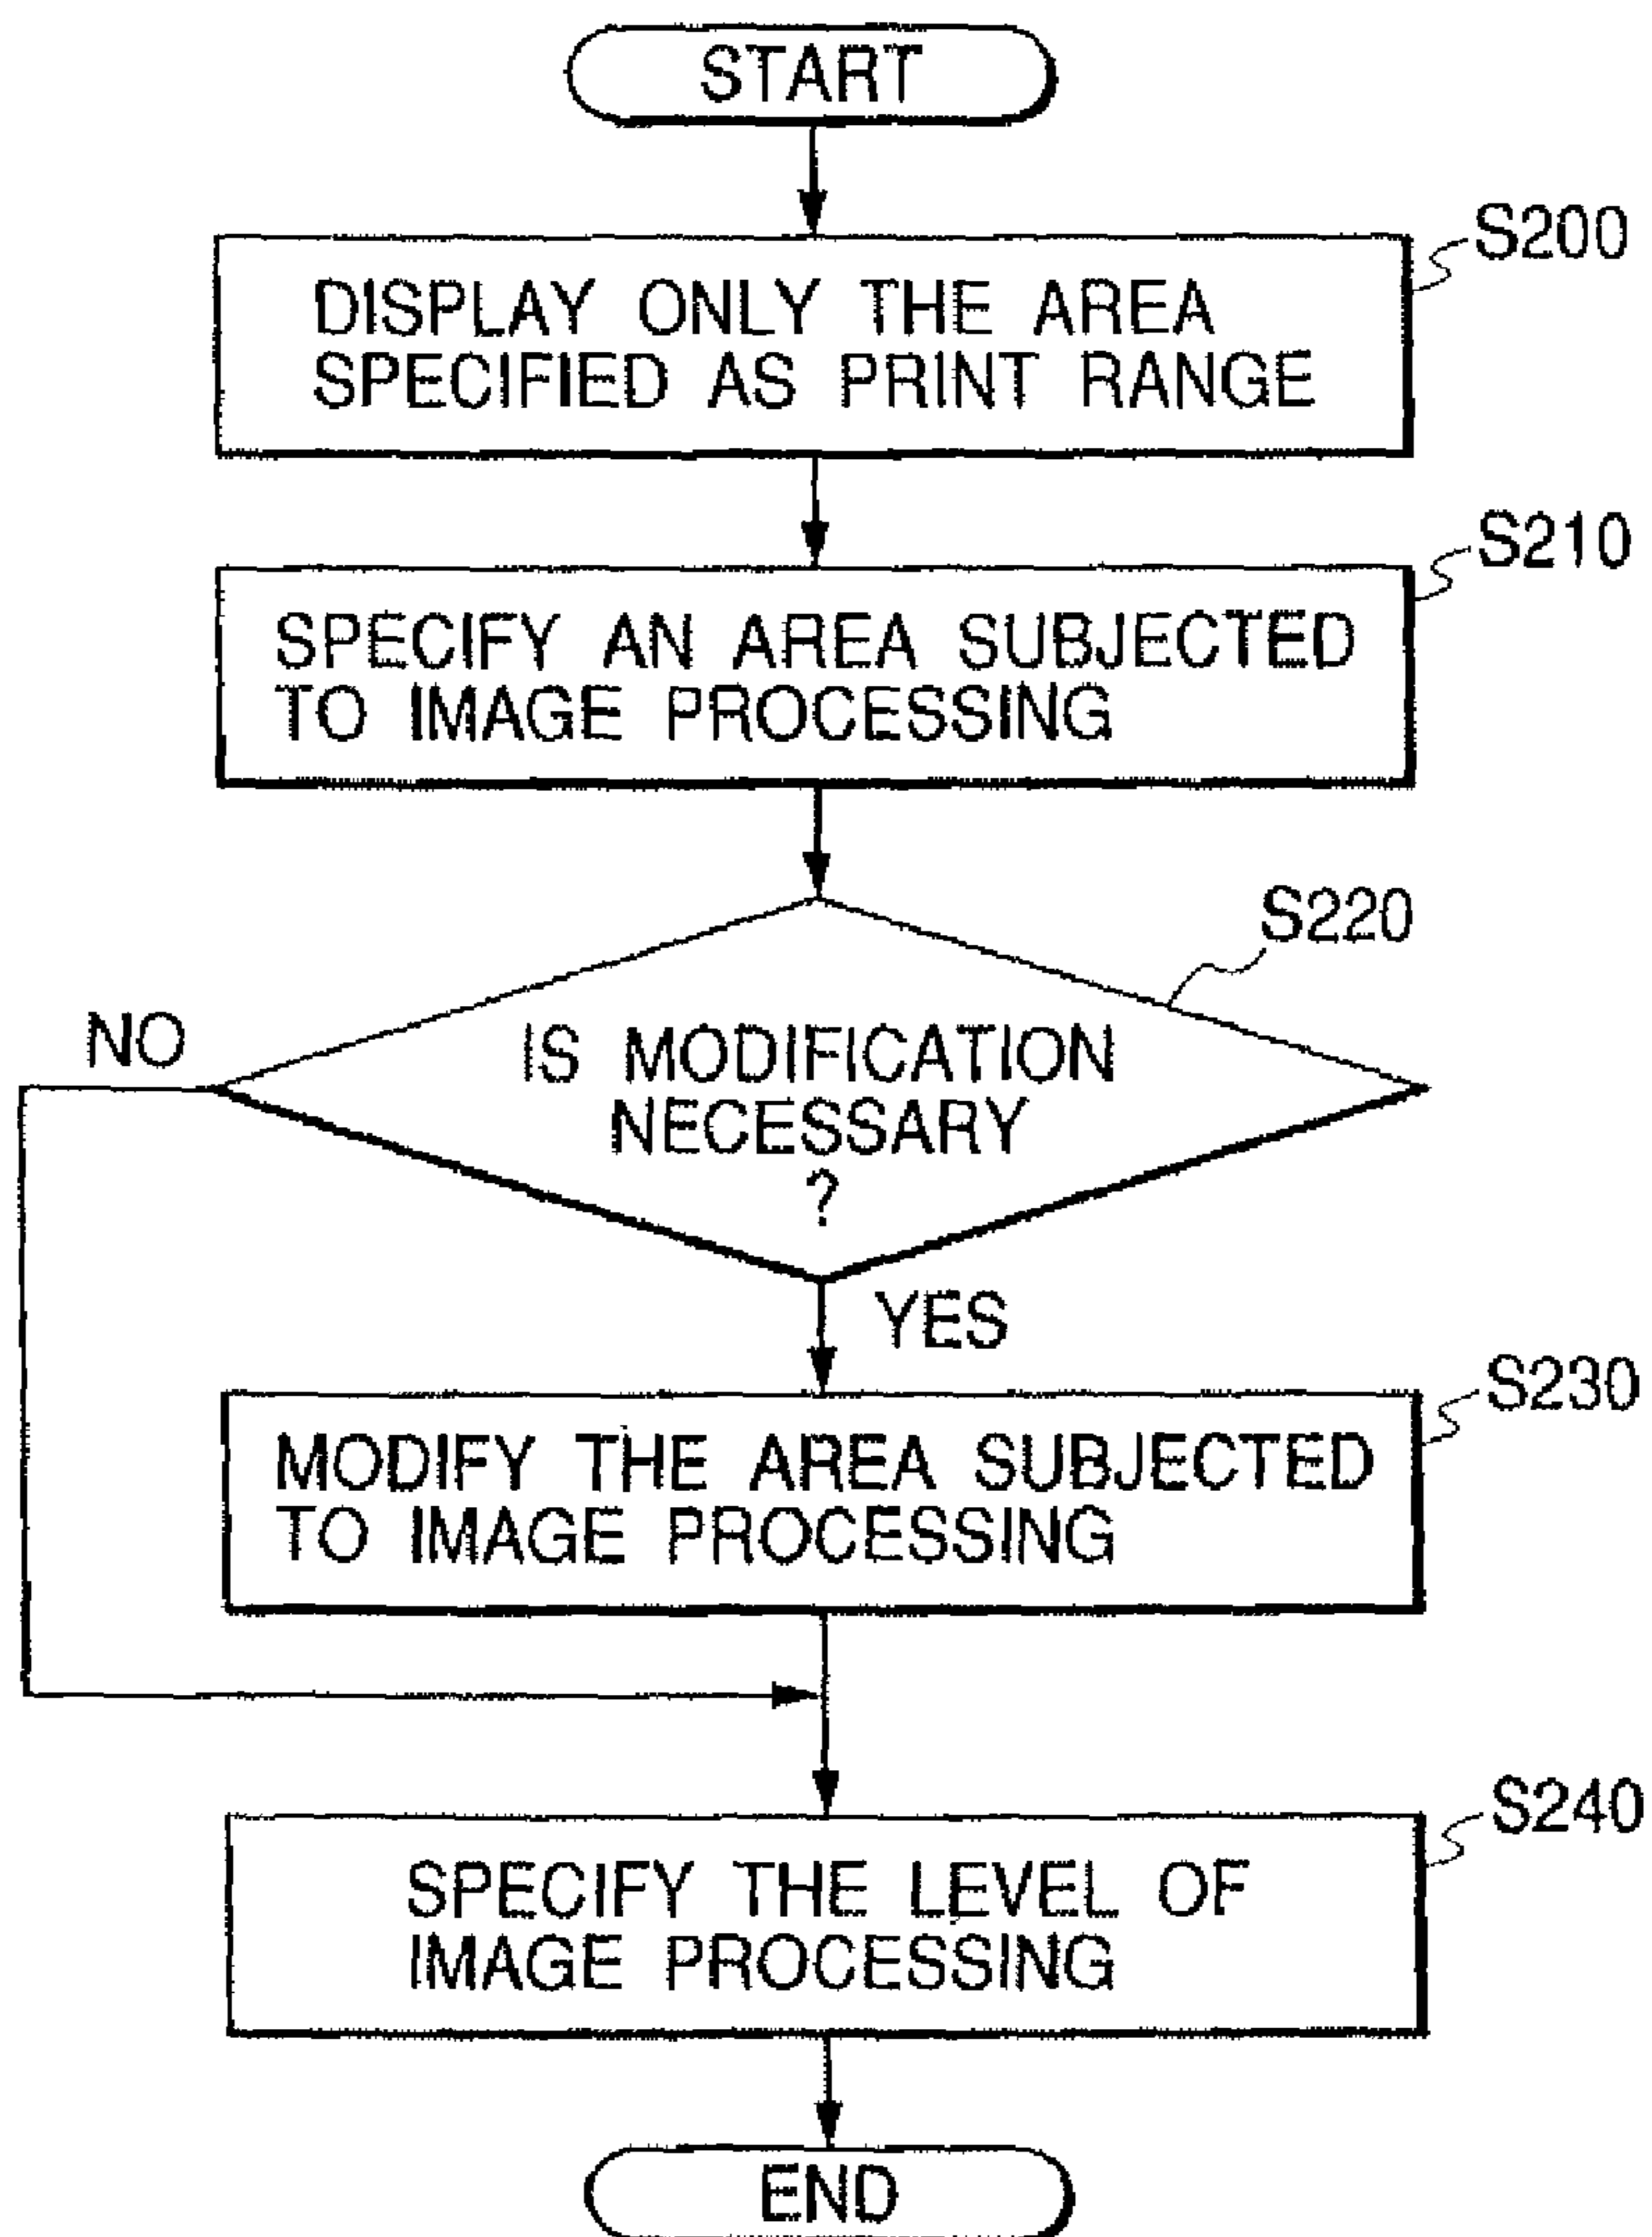 START
S200
DISPLAY ONLY THE AREA
SPECIFIED AS PRINT RANGE
S210
SPECIFY AN AREA SUBJECTED
TO IMAGE PROCESSING
S220
NO
IS MODIFICATION
NECESSARY
?
YES
S230
MODIFY THE AREA SUBJECTED
TO IMAGE PROCESSING
S240
SPECIFY THE LEVEL OF
IMAGE PROCESSING
END